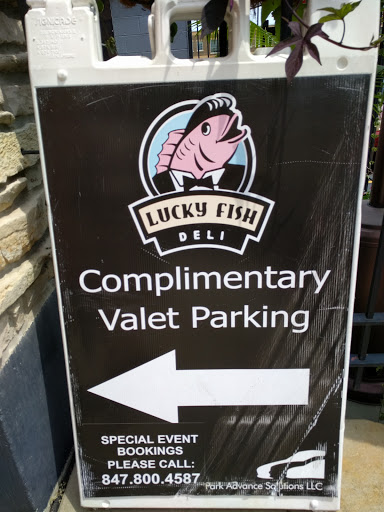 LUCKY FISH
DELI
Complimentary
Valet Parking
SPECIAL EVENT
BOOKINGS
PLEASE CALL:
847.800.4587
Park Advance Solutions LLC